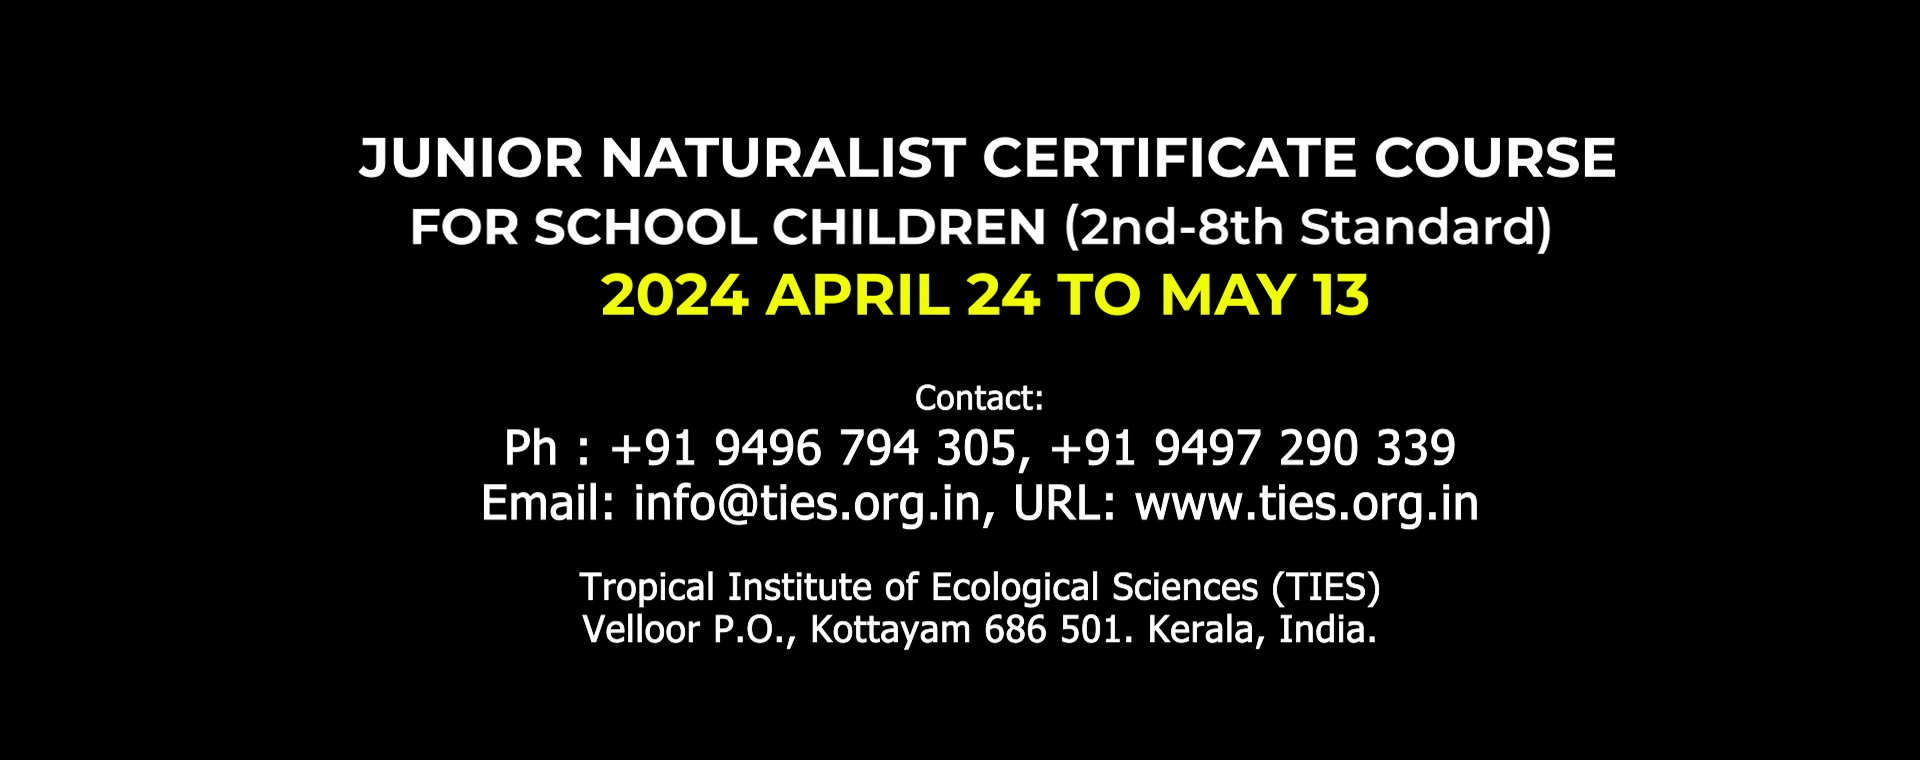 JUNIOR NATURALIST CERTIFICATE COURSE
FOR SCHOOL CHILDREN (2nd-8th Standard)
2024 APRIL 24 TO MAY 13
Contact:
Ph : +91 9496 794 305, +91 9497 290 339
Email: info@ties.org.in, URL: www.ties.org.in
Tropical Institute of Ecological Sciences (TIES)
Velloor P.O., Kottayam 686 501. Kerala, India.